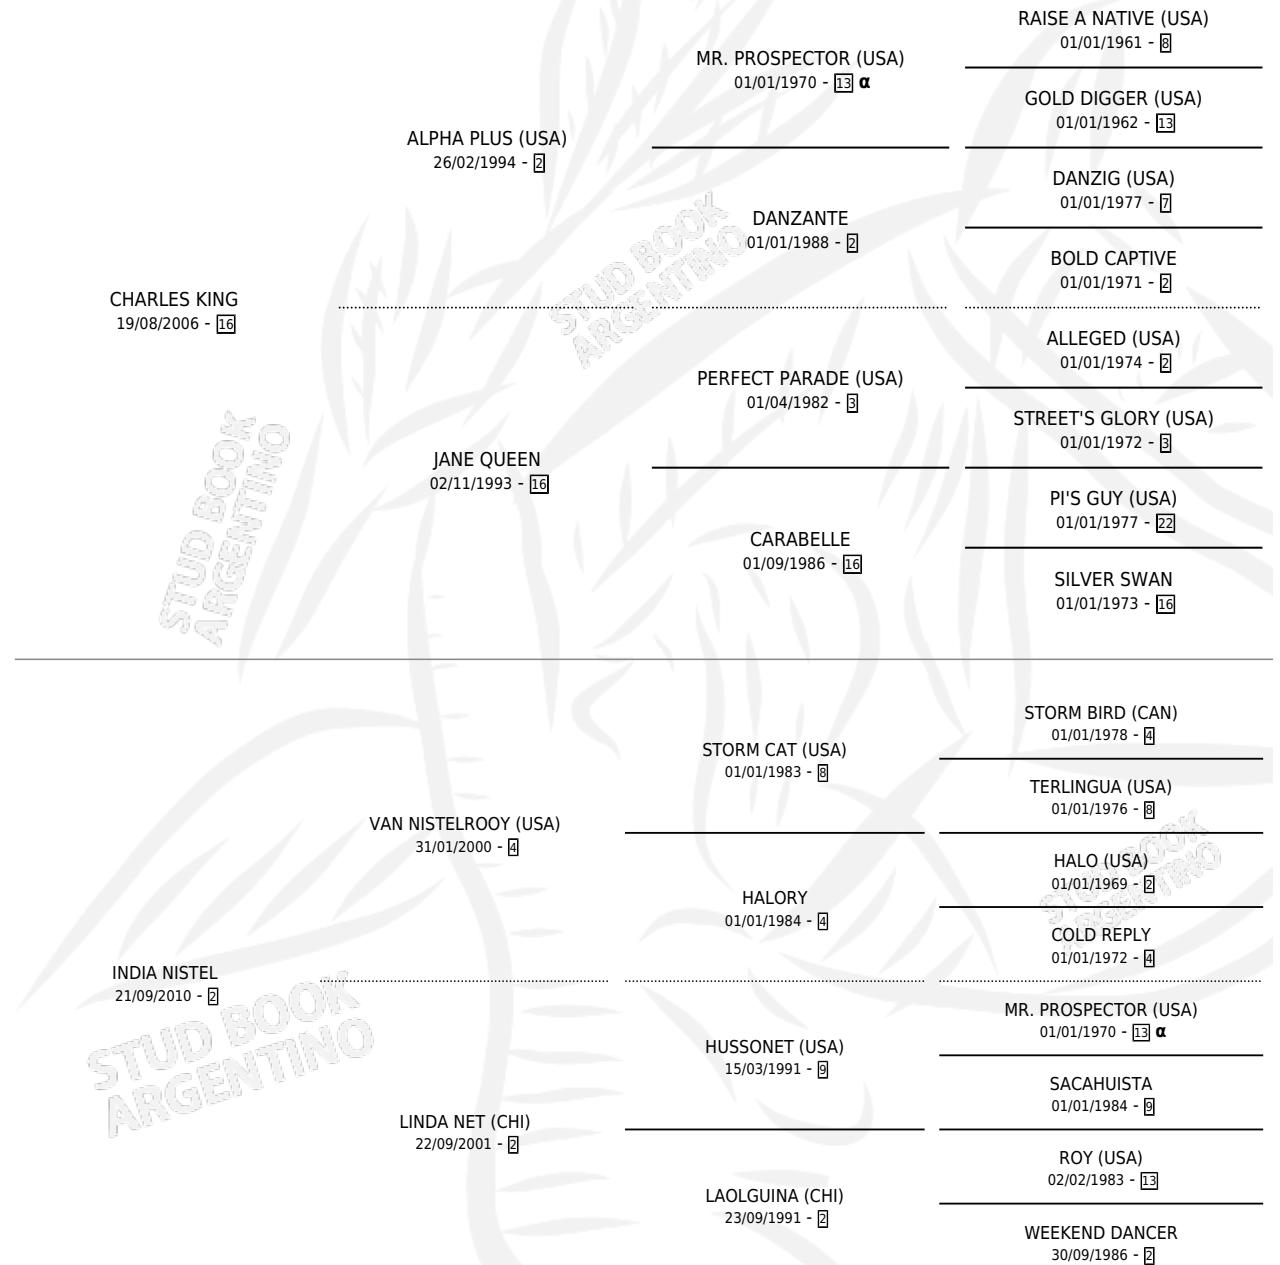 RAISE A NATIVE (USA)
01/01/1961 - 8
MR. PROSPECTOR (USA)
01/01/1970 - 13 α
GOLD DIGGER (USA)
01/01/1962 - 13
ALPHA PLUS (USA)
26/02/1994 - 2
DANZIG (USA)
01/01/1977 - 7
DANZANTE
01/01/1988 - 2
BOLD CAPTIVE
01/01/1971 - 2
CHARLES KING
19/08/2006 - 16
ALLEGED (USA)
01/01/1974 - 2
PERFECT PARADE (USA)
01/04/1982 - 3
STREET'S GLORY (USA)
01/01/1972 - 3
JANE QUEEN
02/11/1993 - 16
PI'S GUY (USA)
01/01/1977 - 22
CARABELLE
01/09/1986 - 16
SILVER SWAN
01/01/1973 - 16
STORM BIRD (CAN)
01/01/1978 - 4
STORM CAT (USA)
01/01/1983 - 8
TERLINGUA (USA)
01/01/1976 - 8
VAN NISTELROOY (USA)
31/01/2000 - 4
HALO (USA)
01/01/1969 - 2
HALORY
01/01/1984 - 4
COLD REPLY
01/01/1972 - 4
INDIA NISTEL
21/09/2010 - 2
MR. PROSPECTOR (USA)
01/01/1970 - 13 α
HUSSONET (USA)
15/03/1991 - 9
SACAHUISTA
01/01/1984 - 9
LINDA NET (CHI)
22/09/2001 - 2
ROY (USA)
02/02/1983 - 13
LAOLGUINA (CHI)
23/09/1991 - 2
WEEKEND DANCER
30/09/1986 - 2
STUD BOOK
ARGENTINO
STUD BOOK
ARGENTINO
STUD BOOK
ARGENTINO
STUD BOOK
ARGENTINO